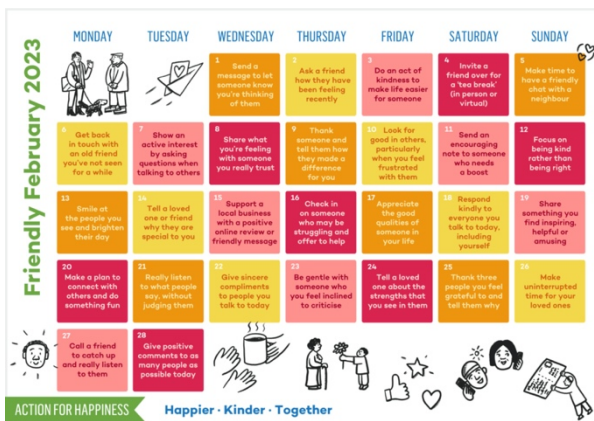 Friendly February 2023
MONDAY TUESDAY WEDNESDAY THURSDAY FRIDAY SATURDAY SUNDAY
1
Send a
message to let
someone know
you're thinking
of them
2
Ask a friend
how they have
been feeling
recently
3
Do an act of
kindness to
make life easier
for someone
4
Invite a
friend over for
a 'tea break'
(in person or
virtual)
5
Make time to
have a friendly
chat with a
neighbour
6
Get back
in touch with
an old friend
you've not seen
for a while
7
Show an
active interest
by asking
questions when
talking to others
8
Share what
you're feeling
with someone
you really trust
9
Thank
someone and
tell them how
they made a
difference
for you
10
Look for
good in others,
particularly
when you feel
frustrated
with them
11
Send an
encouraging
note to someone
who needs
a boost
12
Focus on
being kind
rather than
being right
13
Smile at
the people
you see and
brighten
their day
14
Tell a loved
one or friend
why they are
special to you
15
Support a
local business
with a positive
online review or
friendly message
16
Check in
on someone
who may be
struggling and
offer to help
17
Appreciate
the good
qualities of
someone in
your life
18
Respond
kindly to
everyone you
talk to today,
including
yourself
19
Share
something you
find inspiring,
helpful or
amusing
20
Make a plan to
connect with
others and do
something fun
21
Really listen
to what people
say, without
judging them
22
Give sincere
compliments
to people you
talk to today
23
Be gentle with
someone who
you feel inclined
to criticise
24
Tell a loved
one about the
strengths that
you see in them
25
Thank three
people you feel
grateful to and
tell them why
26
Make
uninterrupted
time for your
loved ones
27
Call a friend
to catch up
and really listen
to them
28
Give positive
comments to as
many people as
possible today
ACTION FOR HAPPINESS
Happier · Kinder · Together